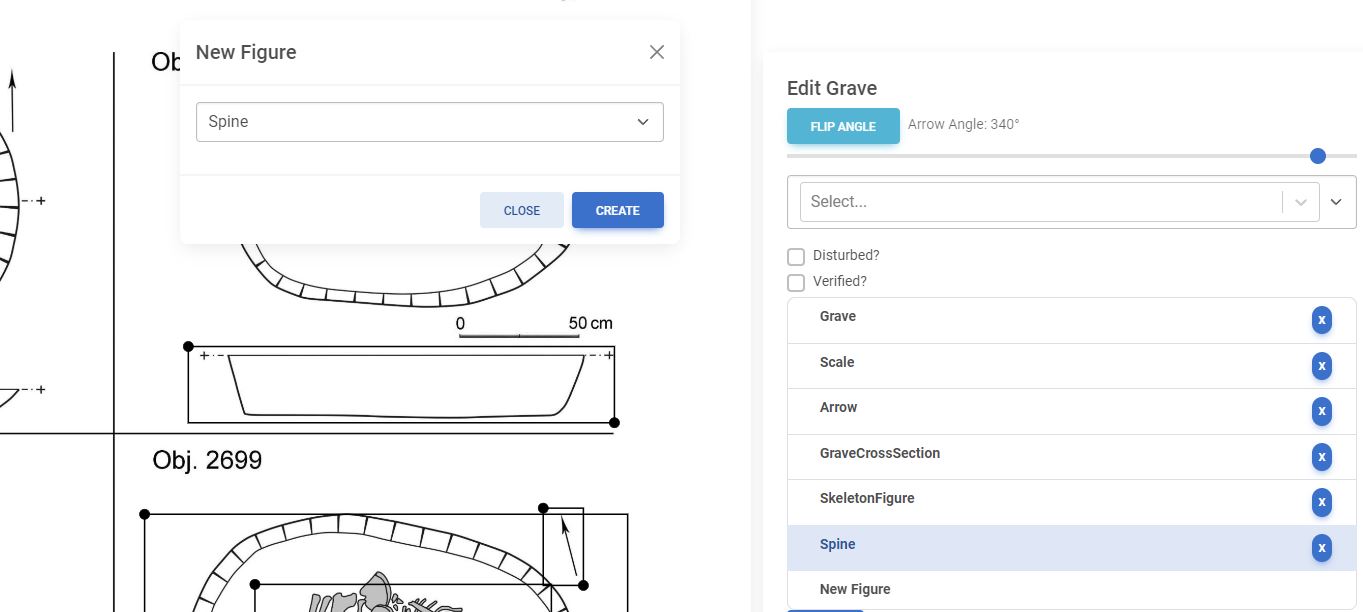 Ob
New Figure
Spine
CLOSE
CREATE
0
50 cm
Obj. 2699
Edit Grave
FLIP ANGLE
Arrow Angle: 340°
Select...
Disturbed?
Verified?
Grave
x
Scale
x
Arrow
x
GraveCrossSection
x
SkeletonFigure
x
Spine
x
New Figure